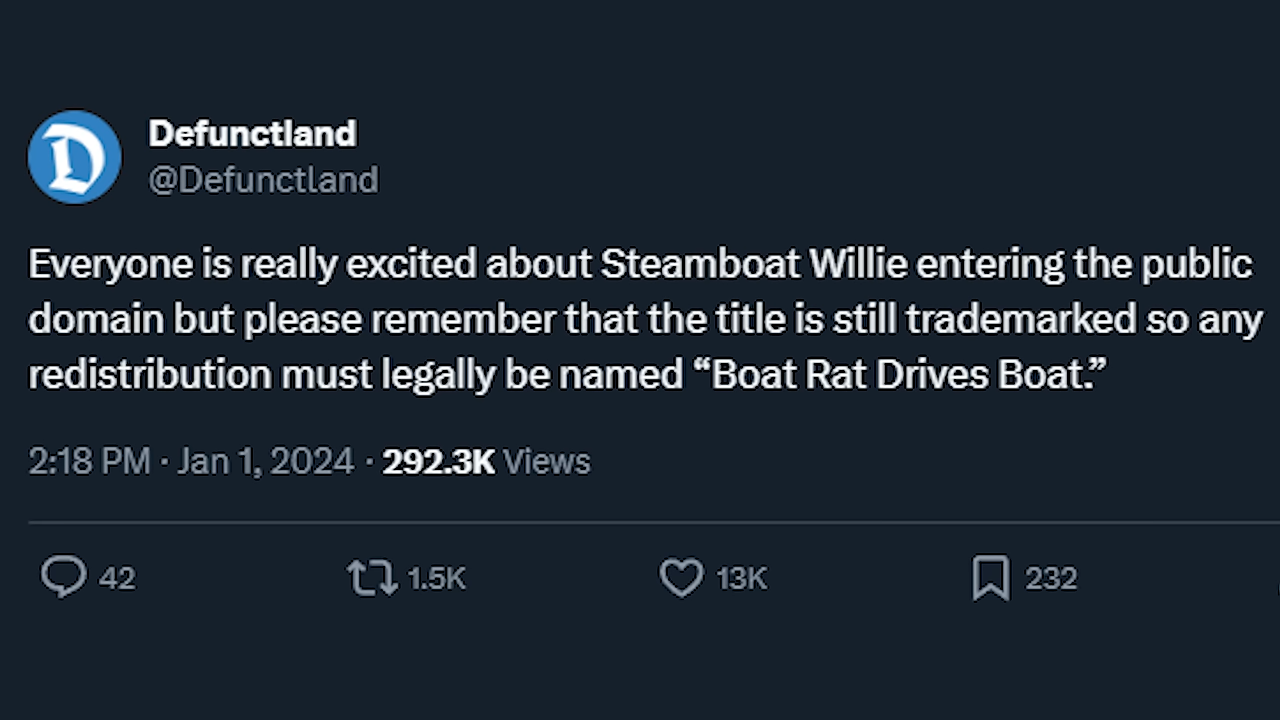 D
Defunctland
@Defunctland
Everyone is really excited about Steamboat Willie entering the public
domain but please remember that the title is still trademarked so any
redistribution must legally be named “Boat Rat Drives Boat.”
2:18 PM · Jan 1, 2024 · 292.3K Views
42 1.5K 13K 232